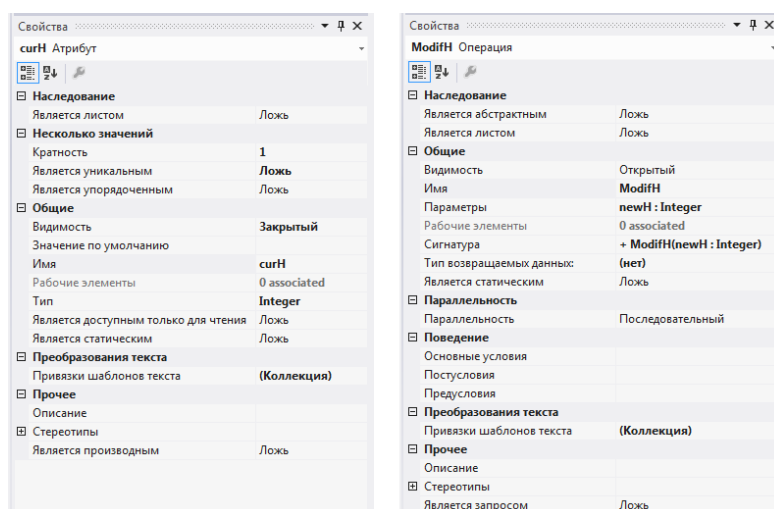 Свойства
curH Атрибут
Наследование
Является листом Ложь
Несколько значений
Кратность 1
Является уникальным Ложь
Является упорядоченным Ложь
Общие
Видимость Закрытый
Значение по умолчанию
Имя curH
Рабочие элементы 0 associated
Тип Integer
Является доступным только для чтения Ложь
Является статическим Ложь
Преобразования текста
Привязки шаблонов текста (Коллекция)
Прочее
Описание
Стереотипы
Является производным Ложь
Свойства
ModifH Операция
Наследование
Является абстрактным Ложь
Является листом Ложь
Общие
Видимость Открытый
Имя ModifH
Параметры newH : Integer
Рабочие элементы 0 associated
Сигнатура + ModifH(newH : Integer)
Тип возвращаемых данных: (нет)
Является статическим Ложь
Параллельность
Параллельность Последовательный
Поведение
Основные условия
Постусловия
Предусловия
Преобразования текста
Привязки шаблонов текста (Коллекция)
Прочее
Описание
Стереотипы
Является запросом Ложь